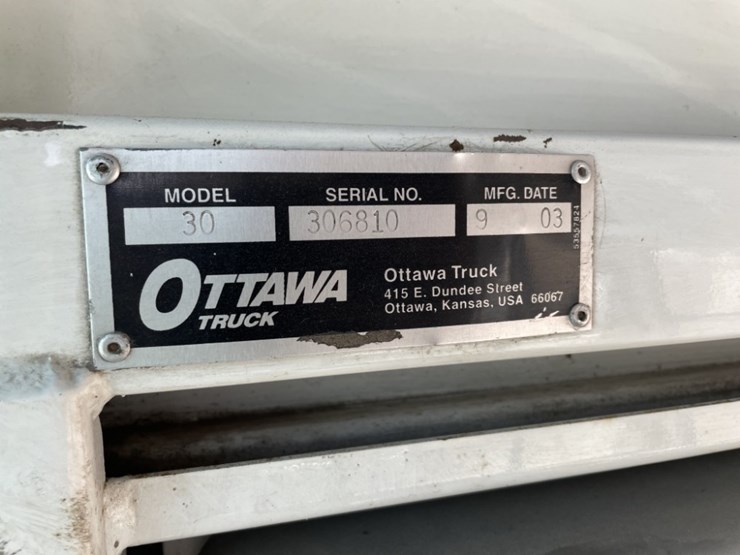 MODEL SERIAL NO. MFG. DATE
30 306810 9 03
OTTAWA
TRUCK
Ottawa Truck
415 E. Dundee Street
Ottawa, Kansas, USA 66067
53557824